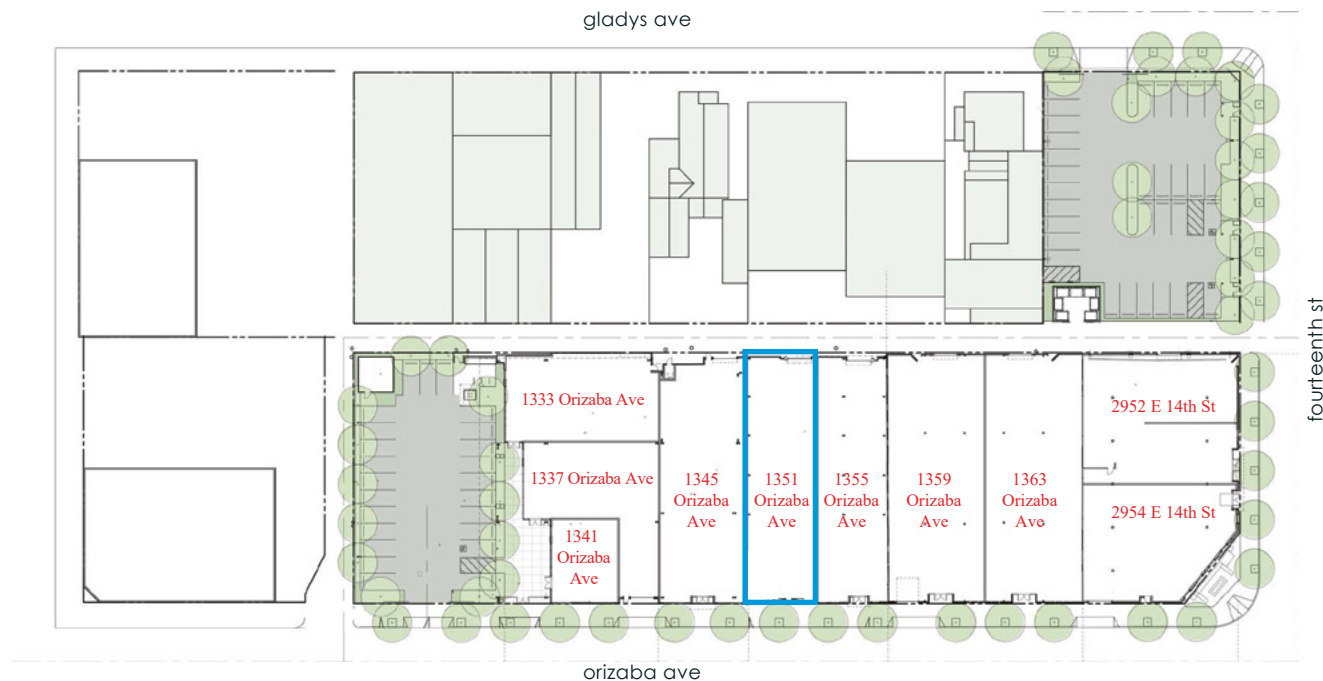 gladys ave
fourteenth st
1333 Orizaba Ave
1337 Orizaba Ave
1341
Orizaba
Ave
1345
Orizaba
Ave
1351
Orizaba
Ave
1355
Orizaba
Ave
1359
Orizaba
Ave
1363
Orizaba
Ave
2952 E 14th St
2954 E 14th St
orizaba ave